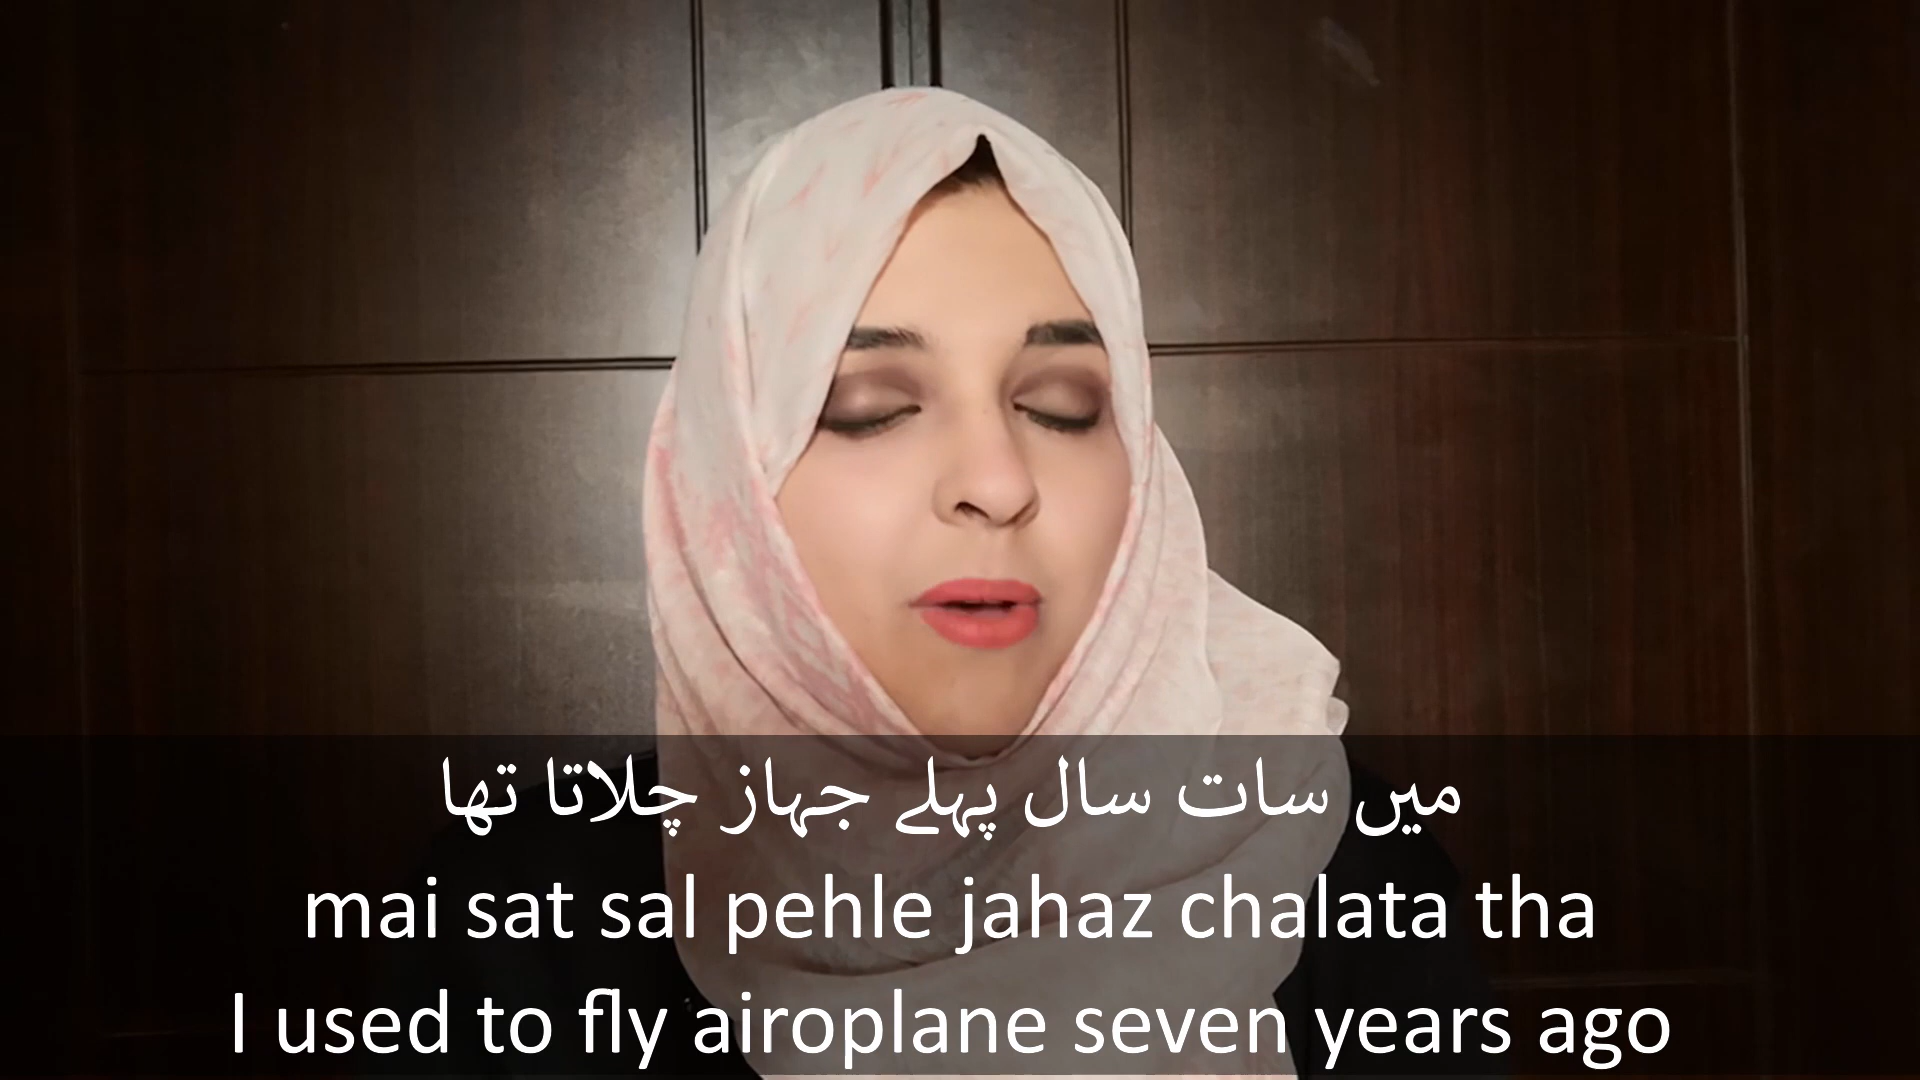 میں سات سال پہلے جہاز چلاتا تھا
mai sat sal pehle jahaz chalata tha
I used to fly airoplane seven years ago